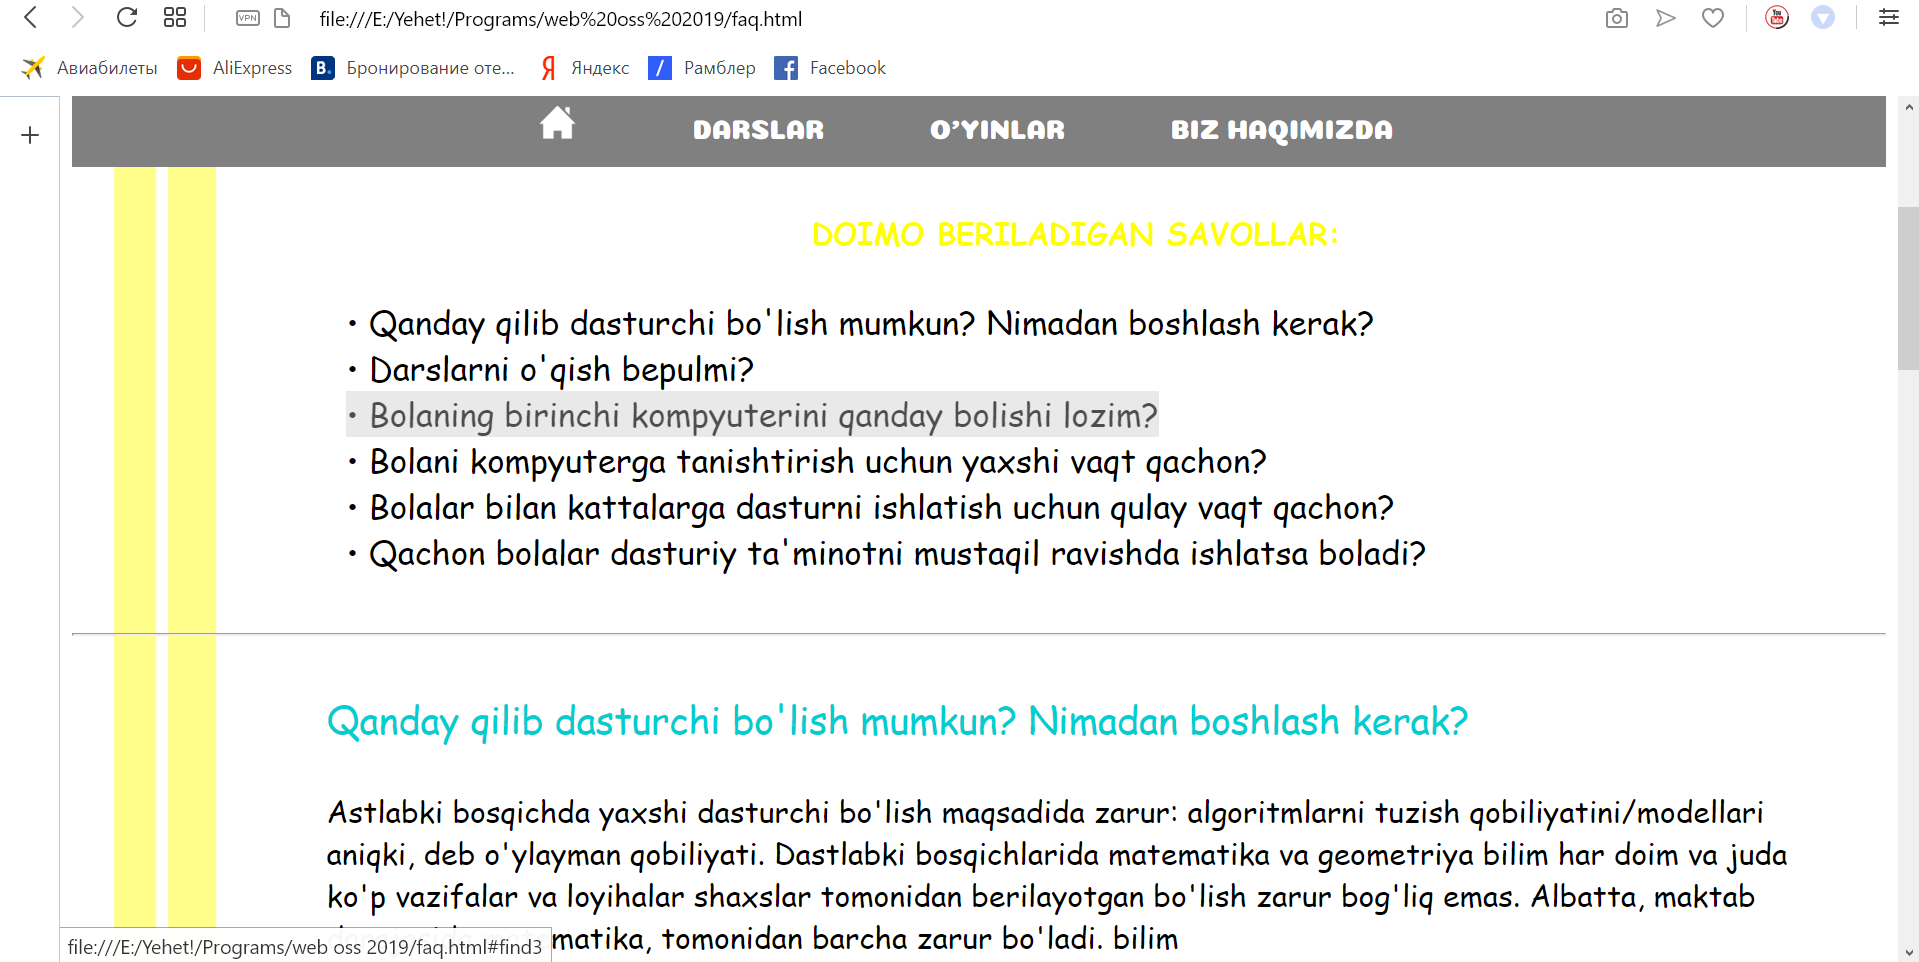 VPN
file:///E:/Yehet!/Programs/web%20oss%202019/faq.html
Авиабилеты
AliExpress
B.
Бронирование оте...
Я
Яндекс
Рамблер
Facebook
DARSLAR
O'YINLAR
BIZ HAQIMIZDA
DOIMO BERILADIGAN SAVOLLAR:
• Qanday qilib dasturchi bo'lish mumkun? Nimadan boshlash kerak?
• Darslarni o'qish bepulmi?
• Bolaning birinchi kompyuterini qanday bolishi lozim?
• Bolani kompyuterga tanishtirish uchun yaxshi vaqt qachon?
• Bolalar bilan kattalarga dasturni ishlatish uchun qulay vaqt qachon?
• Qachon bolalar dasturiy ta'minotni mustaqil ravishda ishlatsa boladi?
Qanday qilib dasturchi bo'lish mumkun? Nimadan boshlash kerak?
Astlabki bosqichda yaxshi dasturchi bo'lish maqsadida zarur: algoritmlarni tuzish qobiliyatini/modellari
aniqki, deb o'ylayman qobiliyati. Dastlabki bosqichlarida matematika va geometriya bilim har doim va juda
ko'p vazifalar va loyihalar shaxslar tomonidan berilayotgan bo'lish zarur bog'liq emas. Albatta, maktab
matematika, tomonidan barcha zarur bo'ladi. bilim
file:///E:/Yehet!/Programs/web oss 2019/faq.html#find3